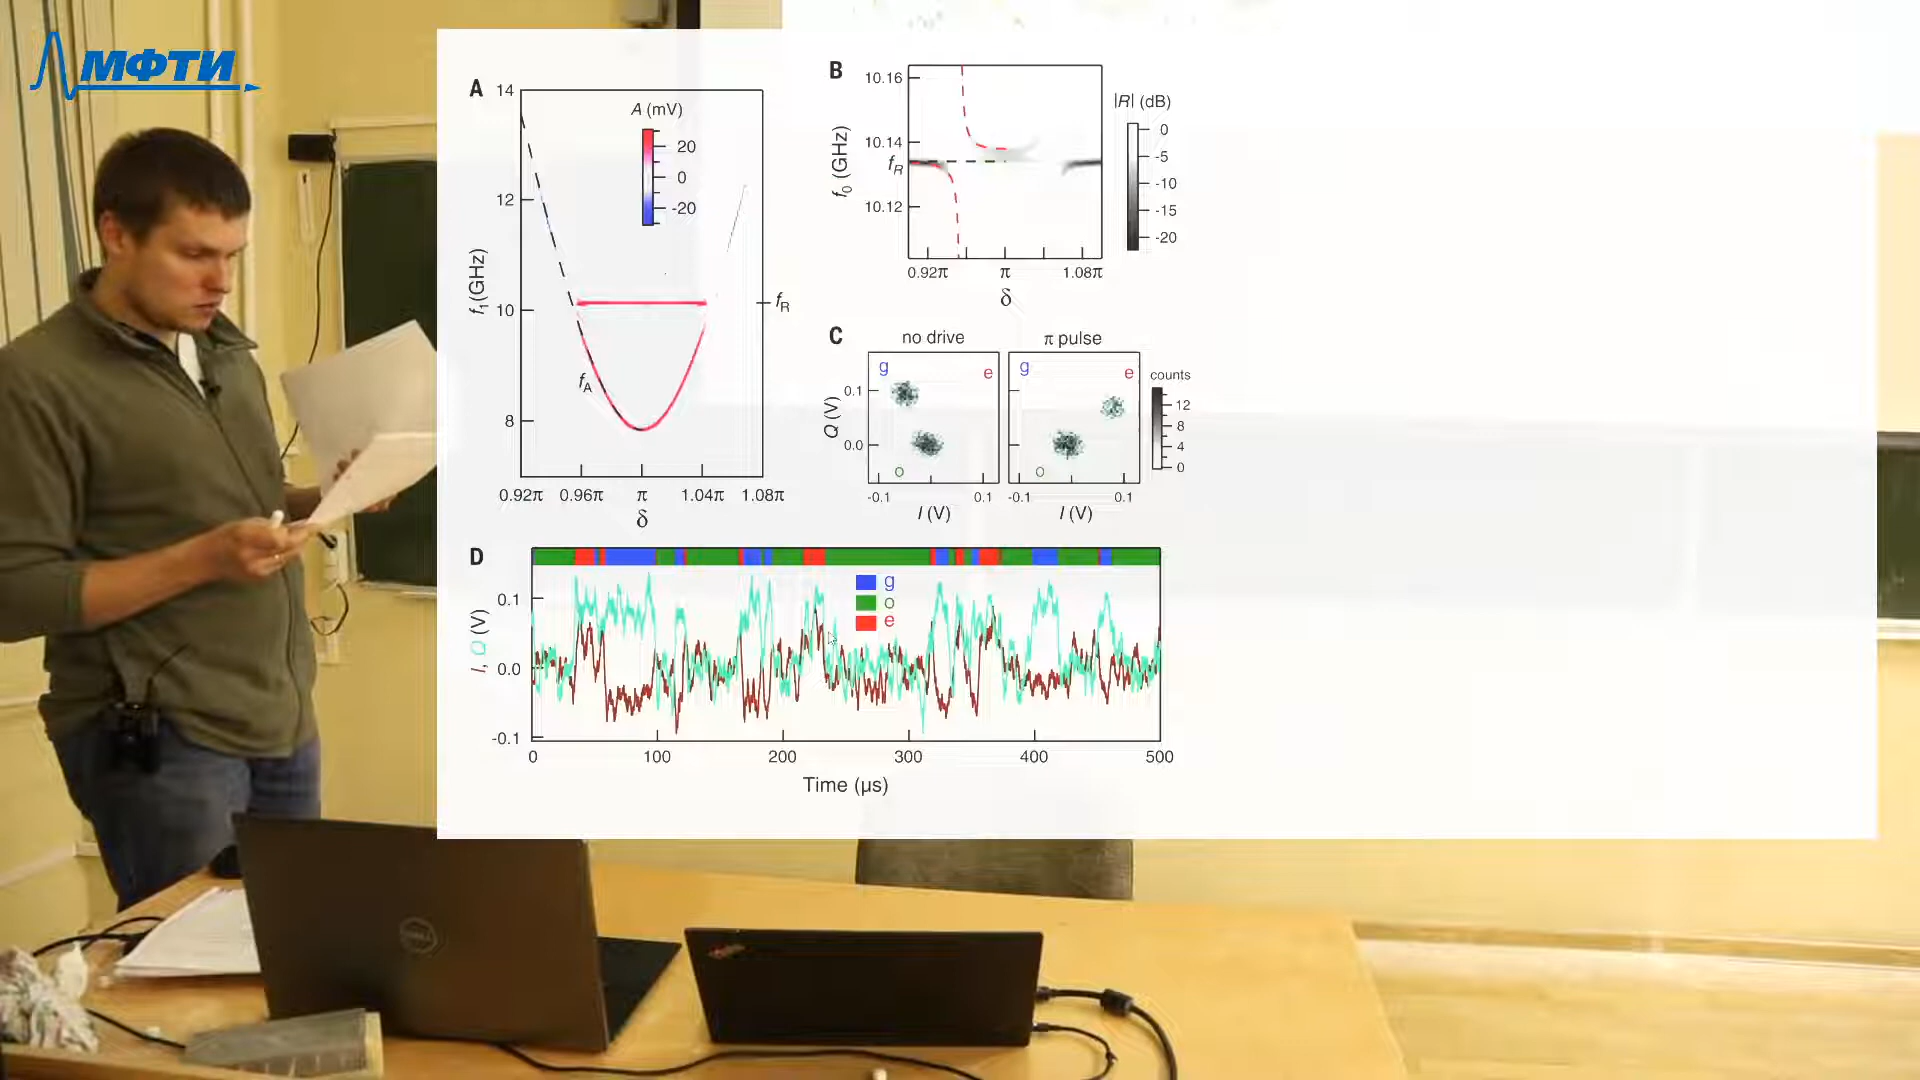 МФТИ
A
14
12
10
8
f₁(GHz)
A (mV)
20
0
-20
fR
fA
0.92π 0.96π π 1.04π 1.08π
δ
B
10.16
10.14
fR
10.12
f₀ (GHz)
0.92π π 1.08π
δ
|R| (dB)
0
-5
-10
-15
-20
C
no drive π pulse
g e g e
o o
0.1
0.0
Q (V)
-0.1 0.1 -0.1 0.1
I (V) I (V)
counts
12
8
4
0
D
g
o
e
0.1
0.0
-0.1
I, Q (V)
0 100 200 300 400 500
Time (µs)
DELL